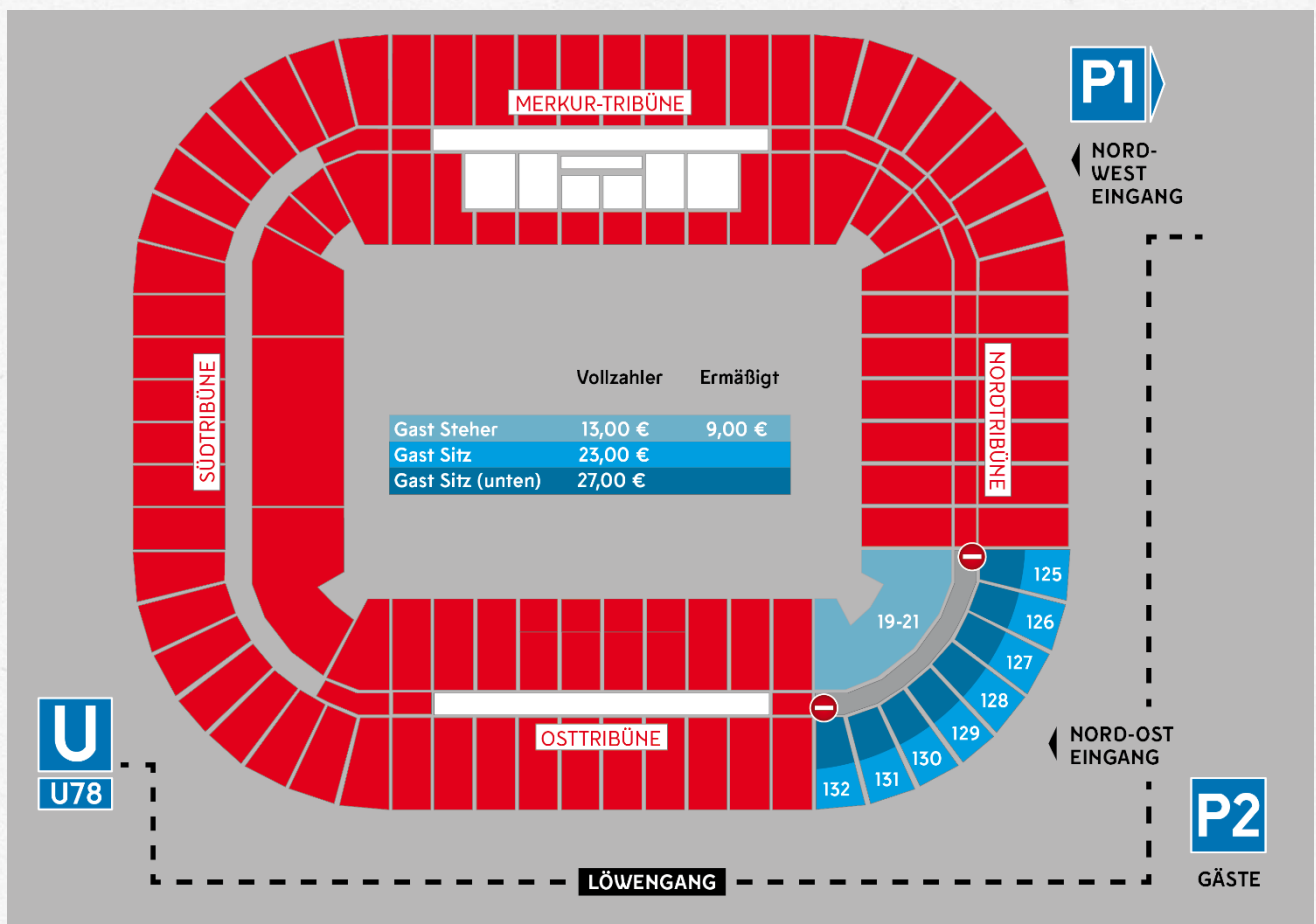 MERKUR-TRIBÜNE
P1
NORD-
WEST
EINGANG
SÜDTRIBÜNE
NORDTRIBÜNE
Vollzahler Ermäßigt
Gast Steher 13,00 € 9,00 €
Gast Sitz 23,00 €
Gast Sitz (unten) 27,00 €
125
126
127
128
129
130
131
132
19-21
OSTTRIBÜNE
NORD-OST
EINGANG
U
U78
P2
GÄSTE
LÖWENGANG